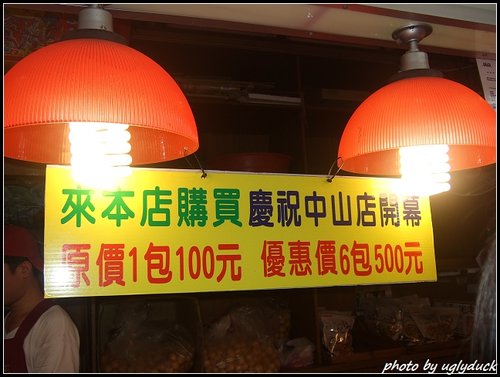 來本店購買慶祝中山店開幕
原價1包100元 優惠價6包500元
photo by uglyduck